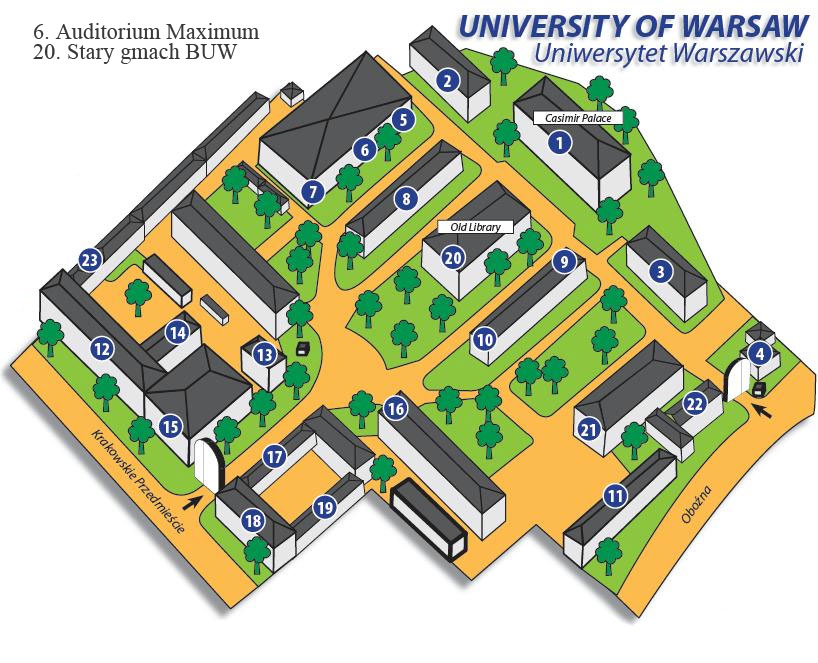 6. Auditorium Maximum
20. Stary gmach BUW
UNIVERSITY OF WARSAW
Uniwersytet Warszawski
2
Casimir Palace
1
5
6
7
8
Old Library
20
9
3
23
10
4
12
14
13
15
16
21
22
17
18
19
11
Krakowskie Przedmieście
Oboźna